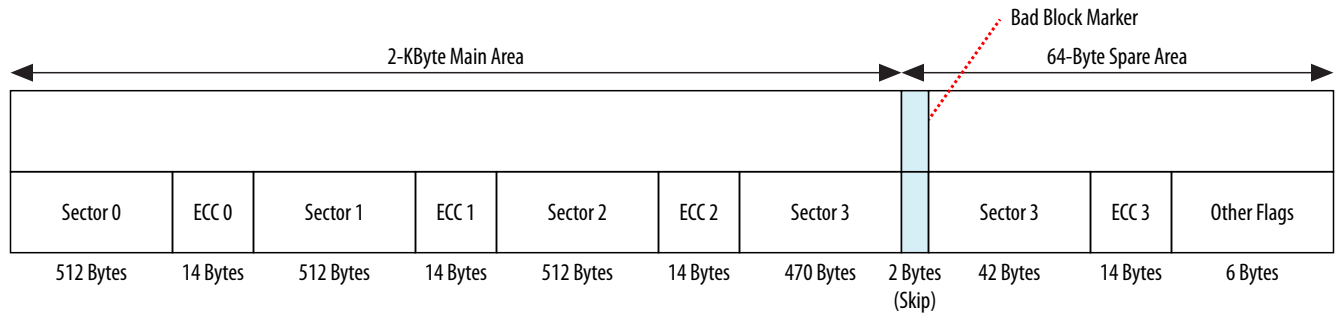 Bad Block Marker
2-KByte Main Area
64-Byte Spare Area
Sector 0
ECC 0
Sector 1
ECC 1
Sector 2
ECC 2
Sector 3
Sector 3
ECC 3
Other Flags
512 Bytes
14 Bytes
512 Bytes
14 Bytes
512 Bytes
14 Bytes
470 Bytes
2 Bytes
(Skip)
42 Bytes
14 Bytes
6 Bytes